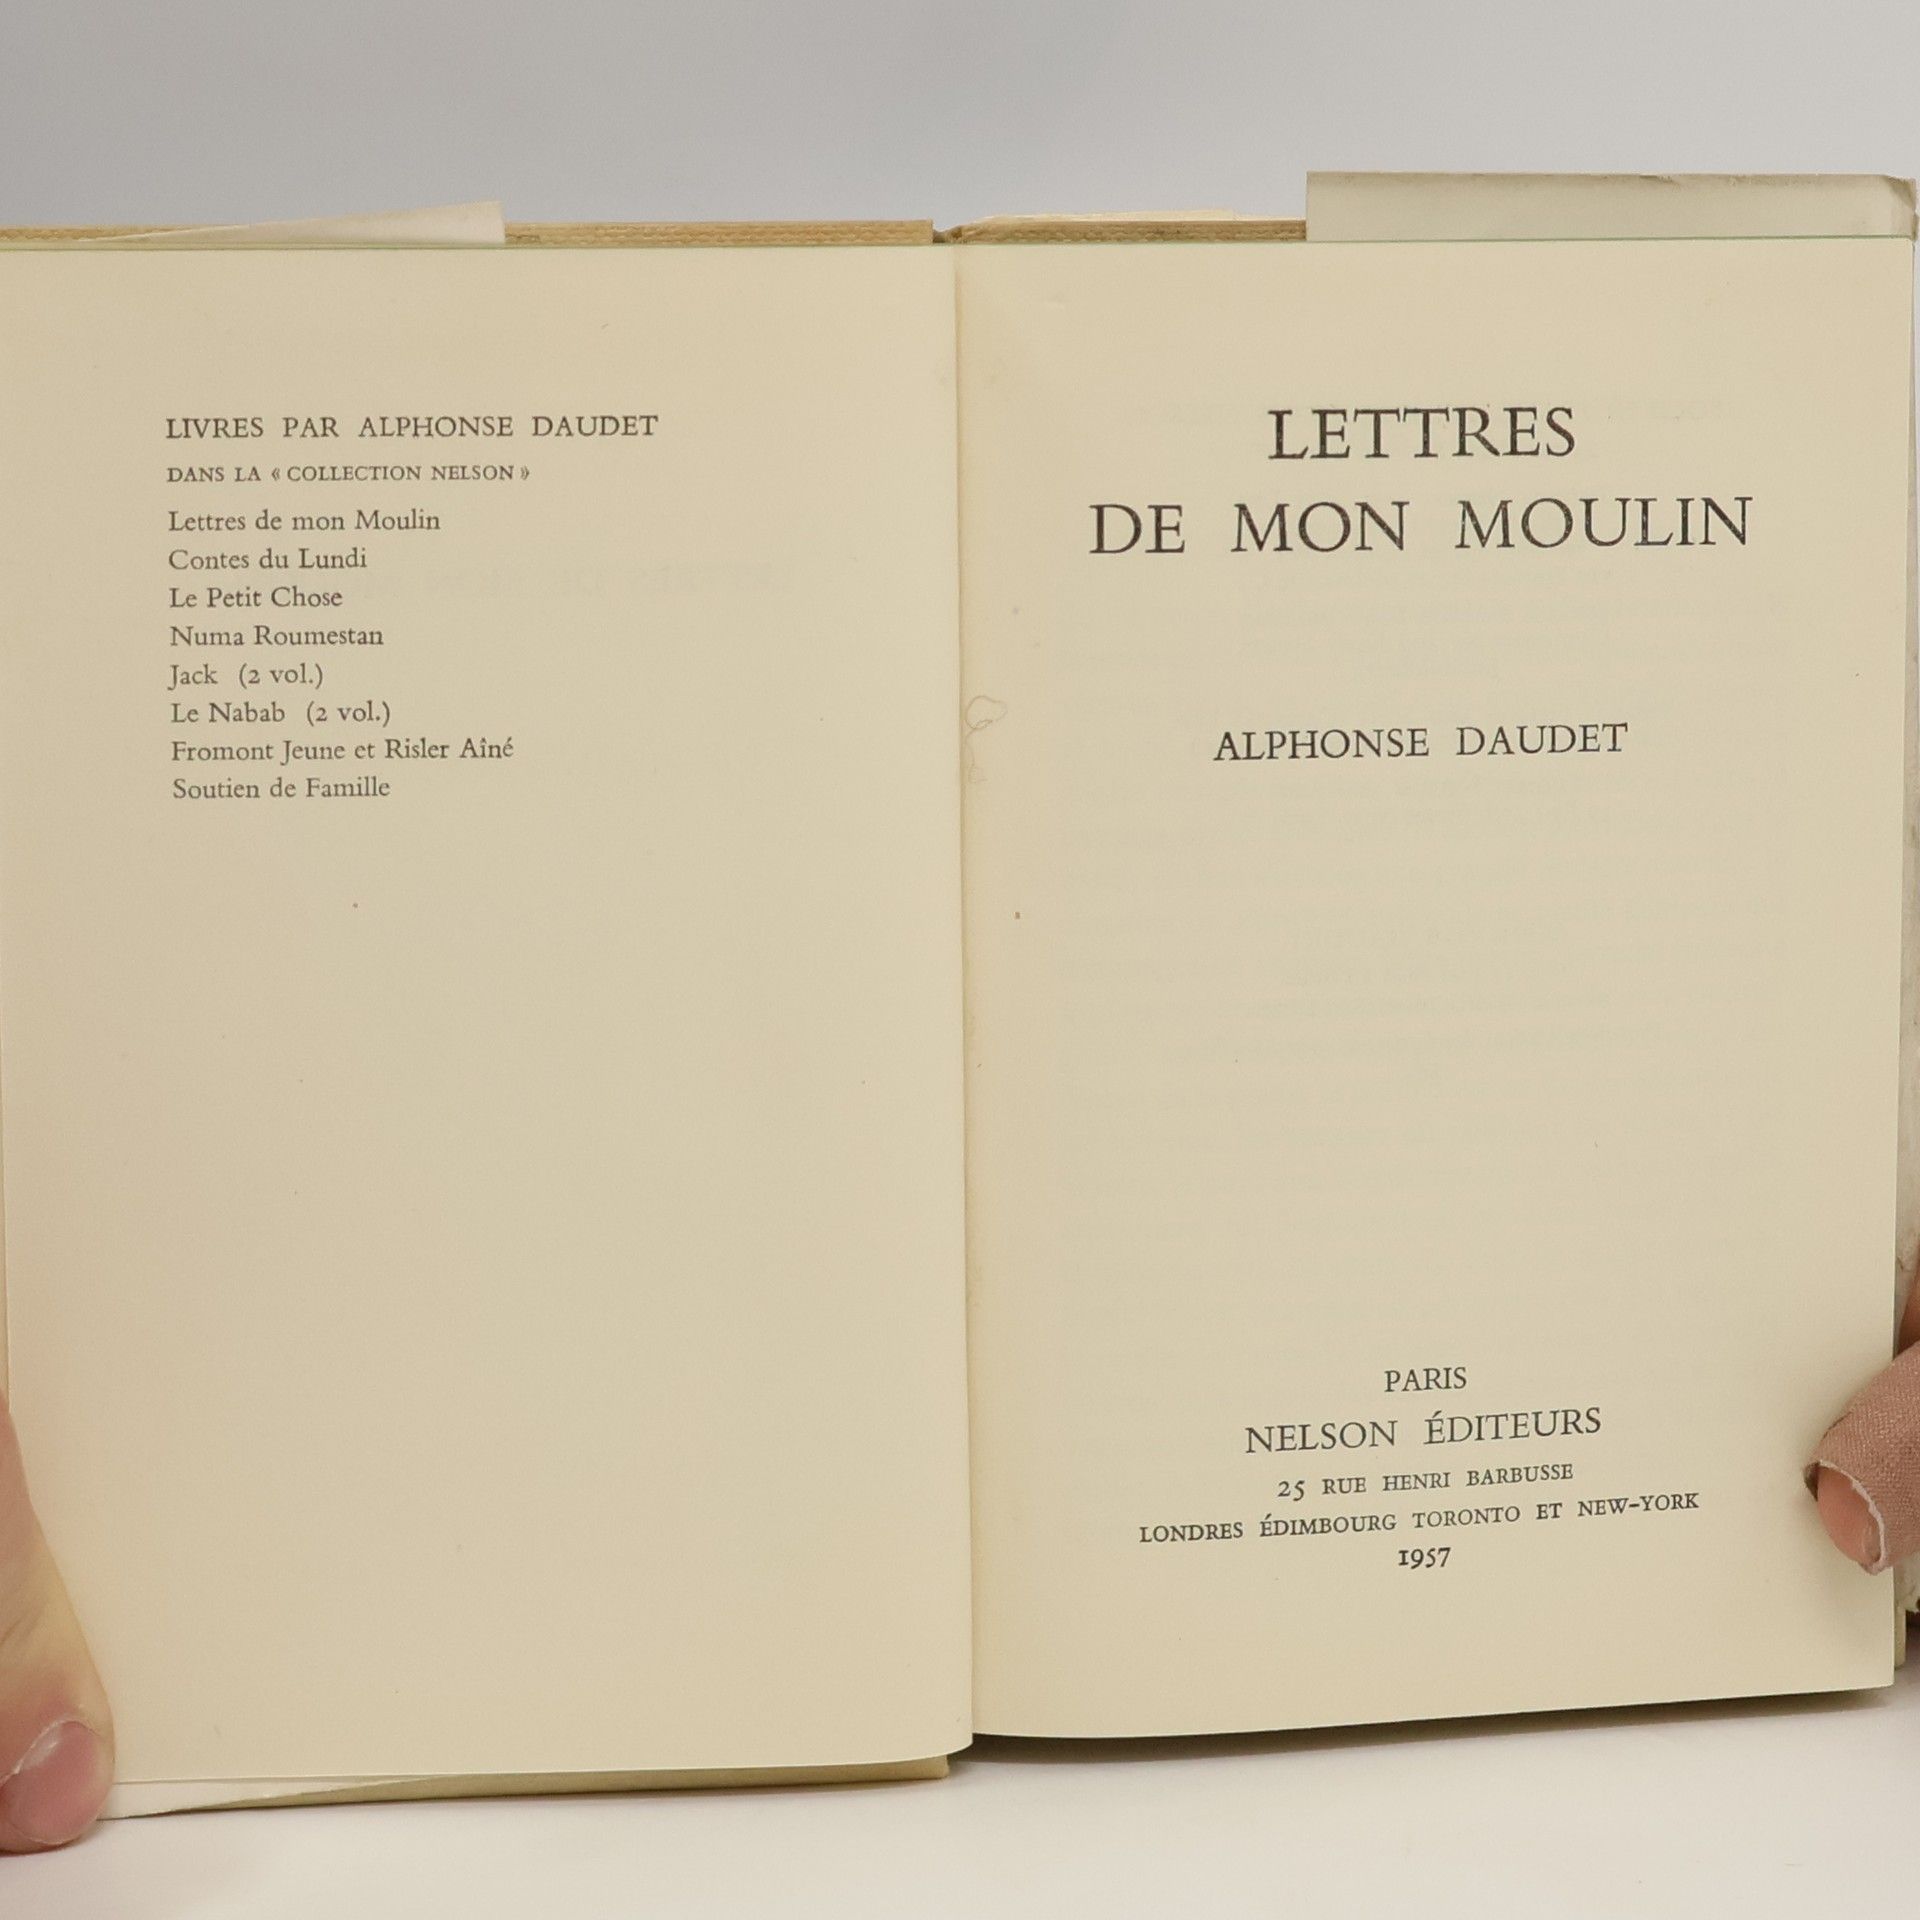 LIVRES PAR ALPHONSE DAUDET
DANS LA « COLLECTION NELSON »
Lettres de mon Moulin
Contes du Lundi
Le Petit Chose
Numa Roumestan
Jack (2 vol.)
Le Nabab (2 vol.)
Fromont Jeune et Risler Aîné
Soutien de Famille
LETTRES
DE MON MOULIN
ALPHONSE DAUDET
PARIS
NELSON ÉDITEURS
25 RUE HENRI BARBUSSE
LONDRES ÉDIMBOURG TORONTO ET NEW-YORK
1957